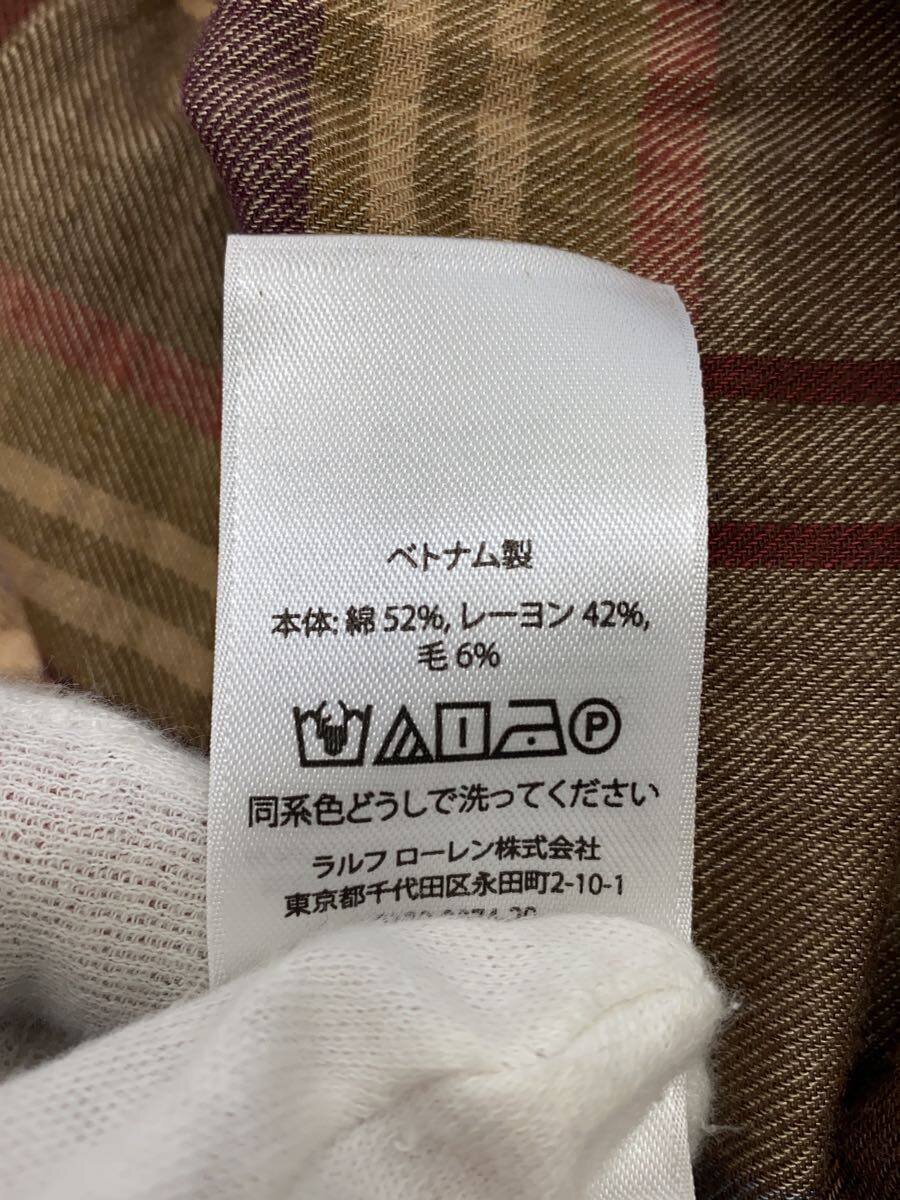 ベトナム製
本体: 綿 52%, レーヨン 42%,
毛 6%
P
同系色どうしで洗ってください
ラルフ ローレン株式会社
東京都千代田区永田町2-10-1